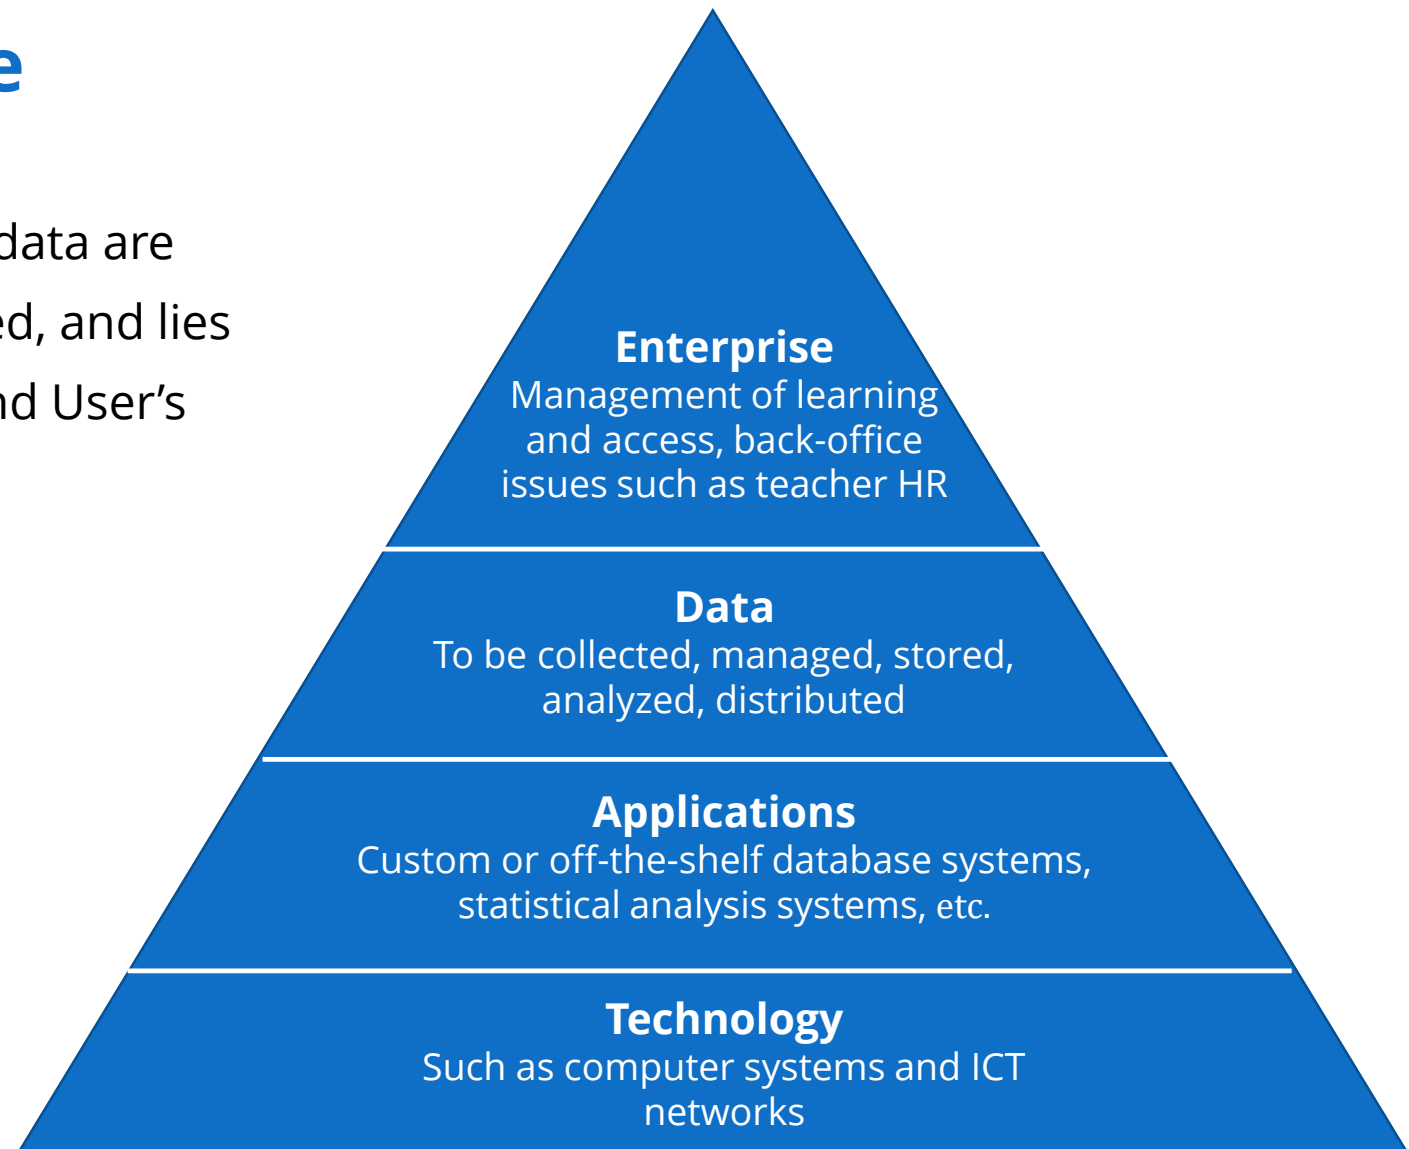 e
data are
ed, and lies
nd User’s
Enterprise
Management of learning
and access, back-office
issues such as teacher HR
Data
To be collected, managed, stored,
analyzed, distributed
Applications
Custom or off-the-shelf database systems,
statistical analysis systems, etc.
Technology
Such as computer systems and ICT
networks